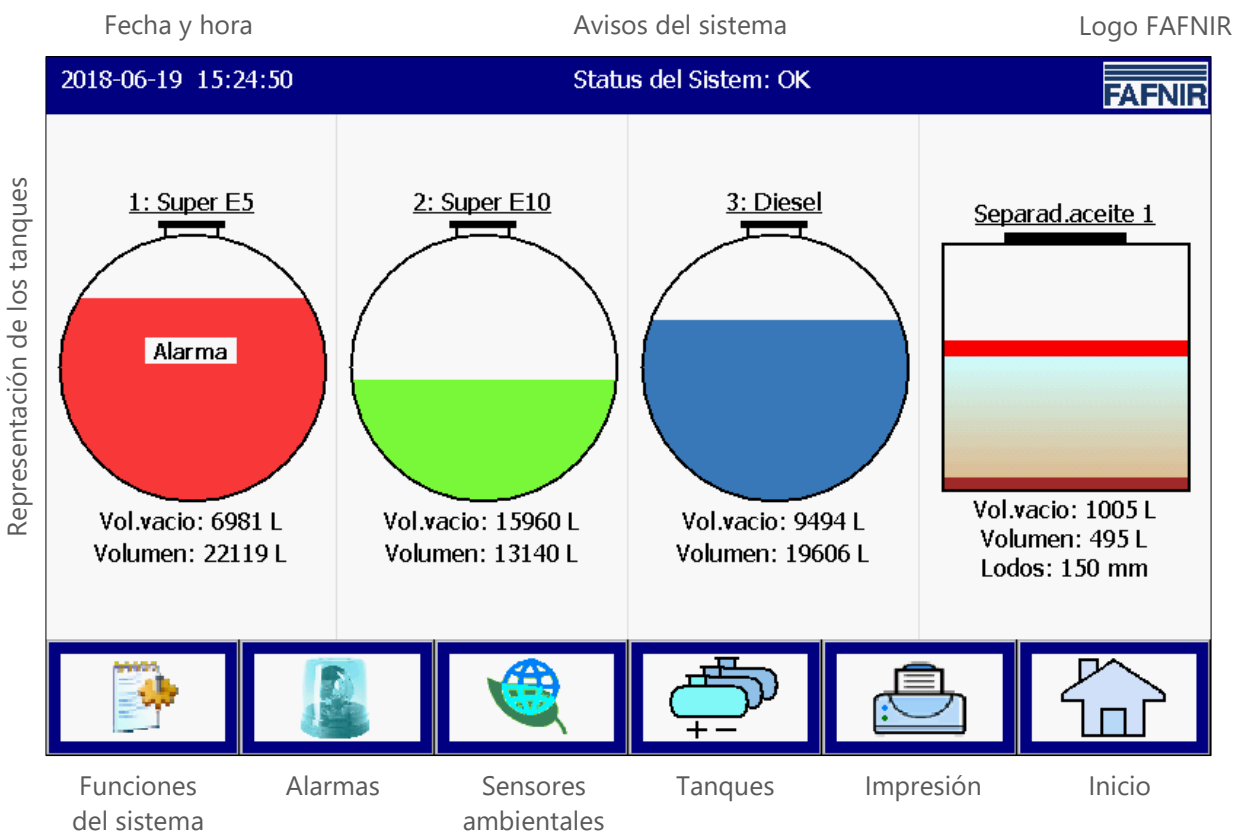 Fecha y hora
Avisos del sistema
Logo FAFNIR
2018-06-19 15:24:50
Status del Sistem: OK
FAFNIR
Representación de los tanques
1: Super E5
2: Super E10
3: Diesel
Separad.aceite 1
Alarma
Vol.vacio: 6981 L
Volumen: 22119 L
Vol.vacio: 15960 L
Volumen: 13140 L
Vol.vacio: 9494 L
Volumen: 19606 L
Vol.vacio: 1005 L
Volumen: 495 L
Lodos: 150 mm
+ −
Funciones
del sistema
Alarmas
Sensores
ambientales
Tanques
Impresión
Inicio